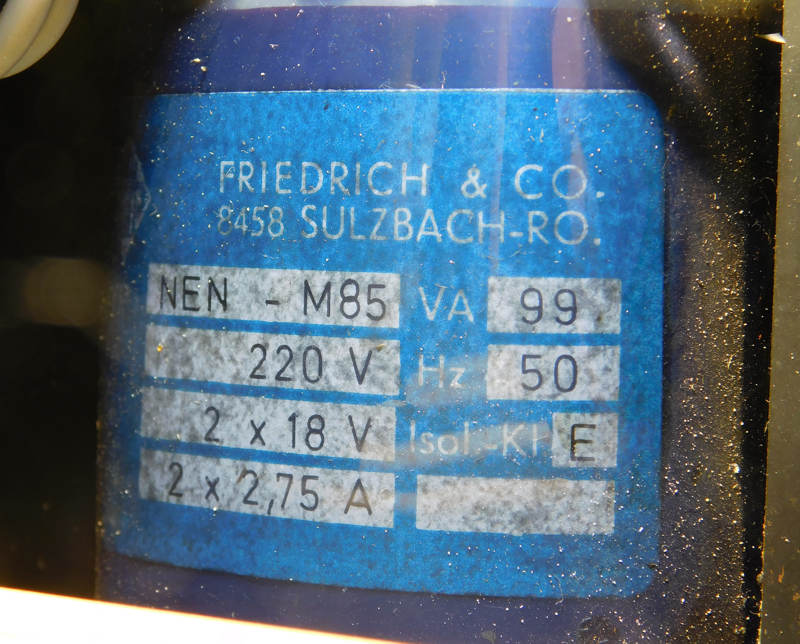 FRIEDRICH & CO.
8458 SULZBACH-RO.
NEN - M85 VA 99
220 V Hz 50
2 x 18 V Isol.-Kl. E
2 x 2,75 A